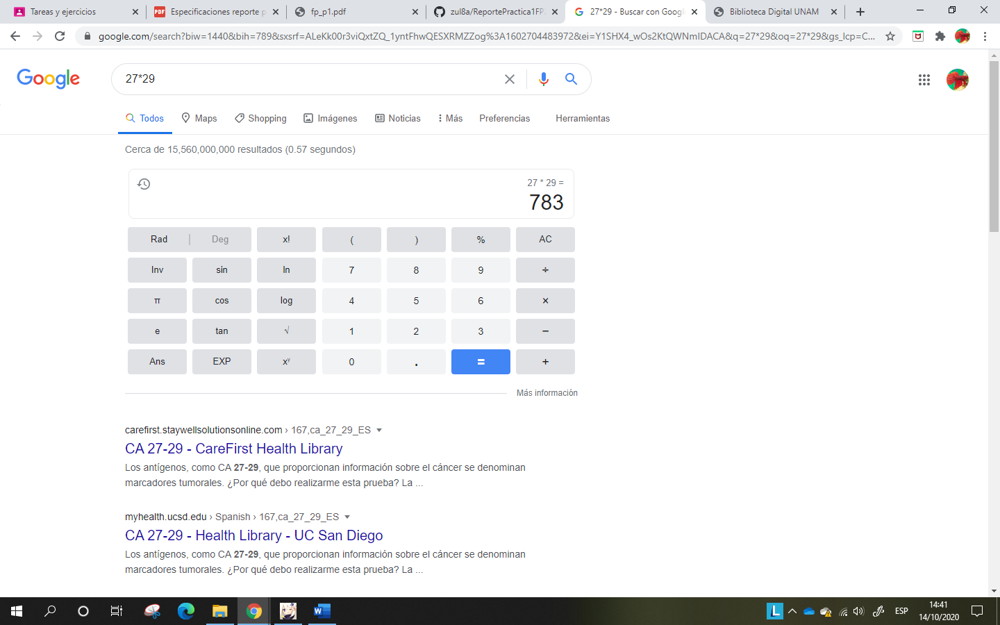 Tareas y ejercicios
Especificaciones reporte p
fp_p1.pdf
zul8a/ReportePractica1FP
27*29 - Buscar con Googl
Biblioteca Digital UNAM
google.com/search?biw=1440&bih=789&sxsrf=ALeKk00r3viQxtZQ_1yntFhwQESXRMZZog%3A1602704483972&ei=Y1SHX4_wOs2KtQWNmIDACA&q=27*29&oq=27*29&gs_lcp=C...
Google
27*29
Todos
Maps
Shopping
Imágenes
Noticias
Más
Preferencias
Herramientas
Cerca de 15,560,000,000 resultados (0.57 segundos)
27 * 29 =
783
Rad | Deg x! ( ) % AC
Inv sin ln 7 8 9 ÷
π cos log 4 5 6 ×
e tan √ 1 2 3 −
Ans EXP xʸ 0 . = +
Más información
carefirst.staywellsolutionsonline.com › 167,ca_27_29_ES
CA 27-29 - CareFirst Health Library
Los antígenos, como CA 27-29, que proporcionan información sobre el cáncer se denominan
marcadores tumorales. ¿Por qué debo realizarme esta prueba? La ...
myhealth.ucsd.edu › Spanish › 167,ca_27_29_ES
CA 27-29 - Health Library - UC San Diego
Los antígenos, como CA 27-29, que proporcionan información sobre el cáncer se denominan
marcadores tumorales. ¿Por qué debo realizarme esta prueba? La ...
L
ESP
14:41
14/10/2020